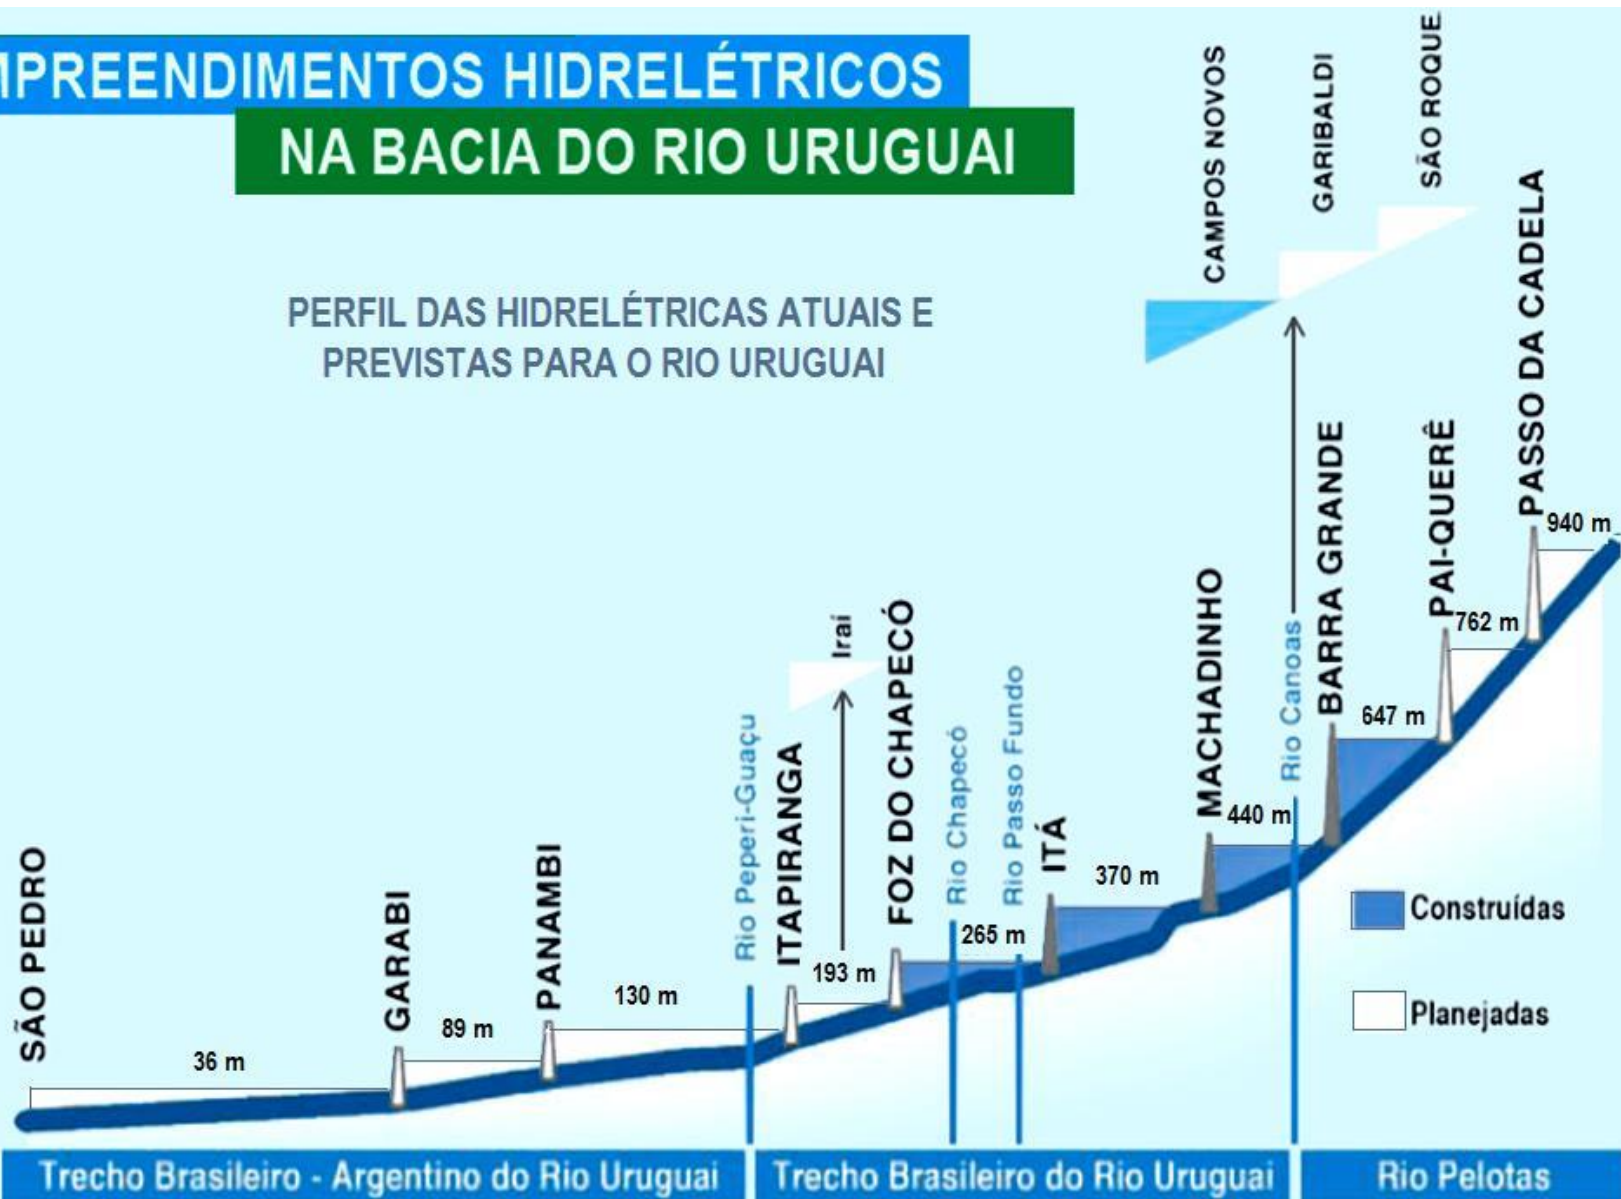 MPREENDIMENTOS HIDRELÉTRICOS
NA BACIA DO RIO URUGUAI
PERFIL DAS HIDRELÉTRICAS ATUAIS E
PREVISTAS PARA O RIO URUGUAI
CAMPOS NOVOS
GARIBALDI
SÃO ROQUE
SÃO PEDRO
36 m
GARABI
89 m
PANAMBI
130 m
Rio Peperi-Guaçu
ITAPIRANGA
193 m
Iraí
FOZ DO CHAPECÓ
Rio Chapecó
265 m
Rio Passo Fundo
ITÁ
370 m
MACHADINHO
440 m
Rio Canoas
BARRA GRANDE
647 m
PAI-QUERÊ
762 m
PASSO DA CADELA
940 m
Construídas
Planejadas
Trecho Brasileiro - Argentino do Rio Uruguai
Trecho Brasileiro do Rio Uruguai
Rio Pelotas